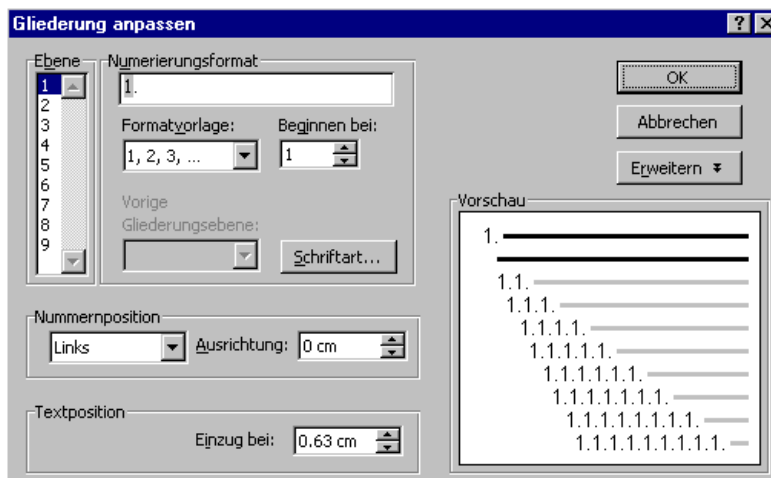 Gliederung anpassen
Ebene
1
2
3
4
5
6
7
8
9
Numerierungsformat
1.
Formatvorlage:
Beginnen bei:
1, 2, 3, ...
1
Vorige
Gliederungsebene:
Schriftart...
OK
Abbrechen
Erweitern
Nummernposition
Links
Ausrichtung:
0 cm
Textposition
Einzug bei:
0.63 cm
Vorschau
1.
1.1.
1.1.1.
1.1.1.1.
1.1.1.1.1.
1.1.1.1.1.1.
1.1.1.1.1.1.1.
1.1.1.1.1.1.1.1.
1.1.1.1.1.1.1.1.1.